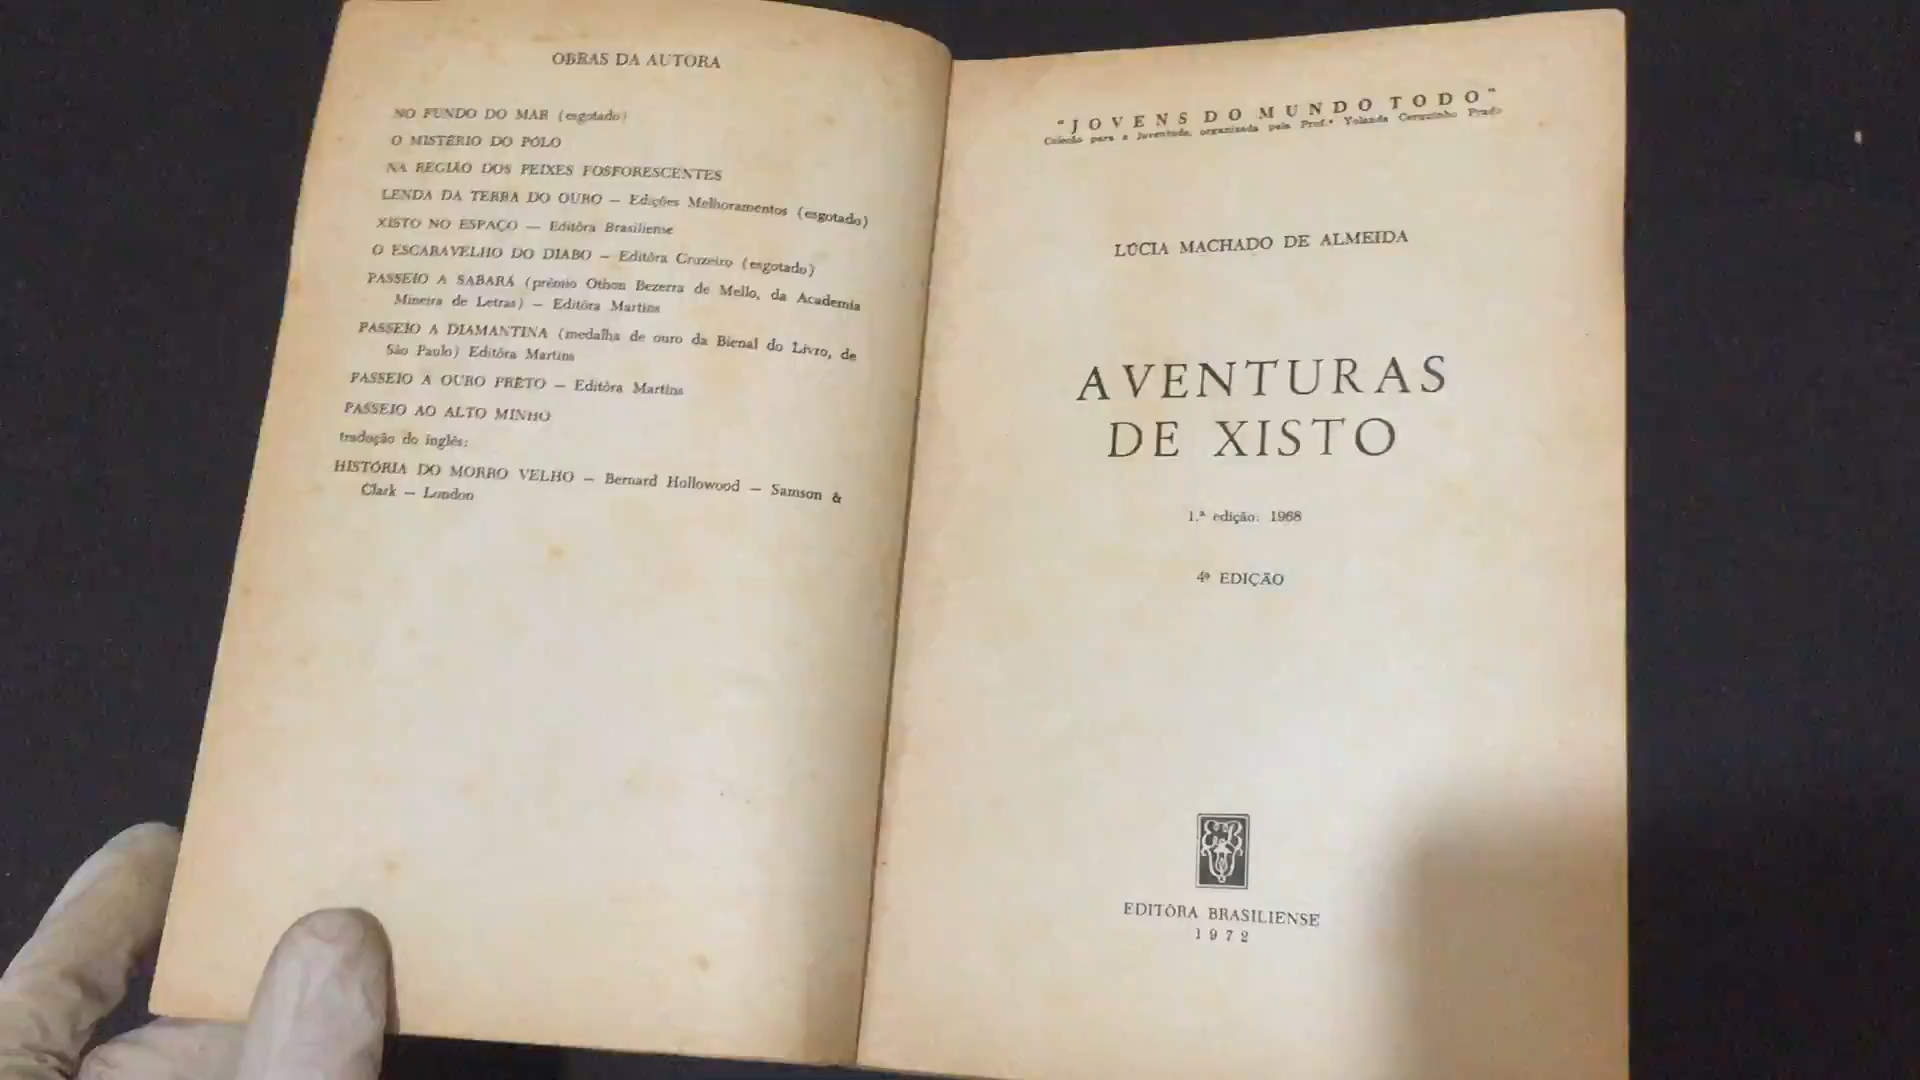 OBRAS DA AUTORA
NO FUNDO DO MAR (esgotado)
O MISTÉRIO DO PÓLO
NA REGIÃO DOS PEIXES FOSFORESCENTES
LENDA DA TERRA DO OURO — Edições Melhoramentos (esgotado)
XISTO NO ESPAÇO — Editôra Brasiliense
O ESCARAVELHO DO DIABO — Editôra Cruzeiro (esgotado)
PASSEIO A SABARÁ (prêmio Othon Bezerra de Mello, da Academia
Mineira de Letras) — Editôra Martins
PASSEIO A DIAMANTINA (medalha de ouro da Bienal do Livro, de
São Paulo) Editôra Martins
PASSEIO A OURO PRÊTO — Editôra Martins
PASSEIO AO ALTO MINHO
tradução do inglês:
HISTÓRIA DO MORRO VELHO — Bernard Hollowood — Samson &
Clark — London
"JOVENS DO MUNDO TODO"
Coleção para a juventude, organizada pela Prof.ª Yolanda Cerquinho Prado
LÚCIA MACHADO DE ALMEIDA
AVENTURAS
DE XISTO
1.ª edição: 1968
4ª EDIÇÃO
EDITÔRA BRASILIENSE
1972